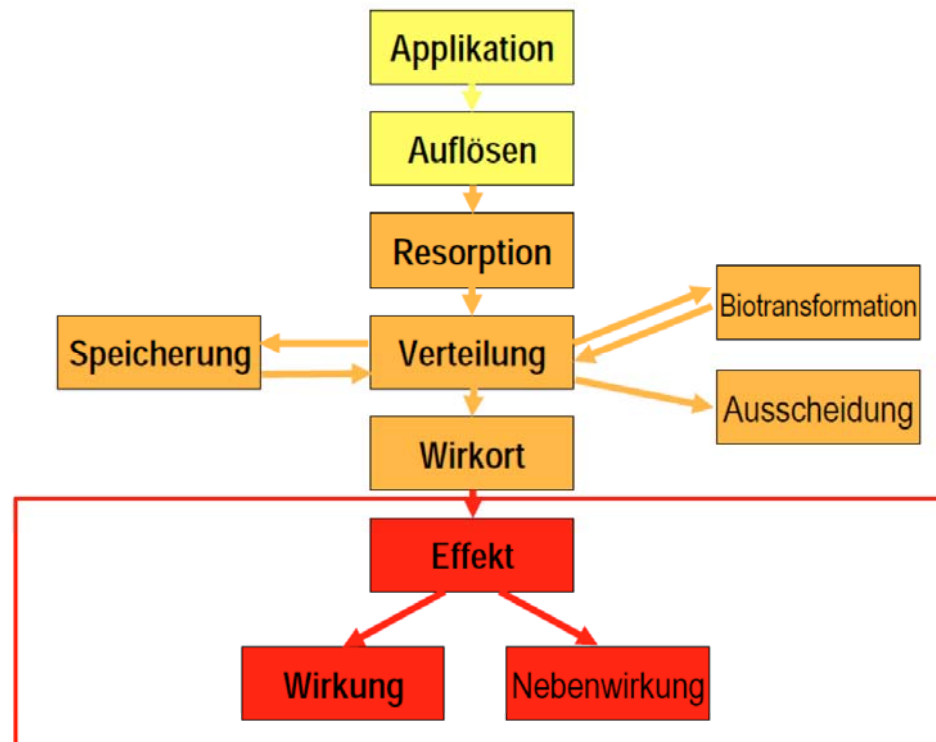 Applikation
Auflösen
Resorption
Biotransformation
Speicherung
Verteilung
Ausscheidung
Wirkort
Effekt
Wirkung
Nebenwirkung